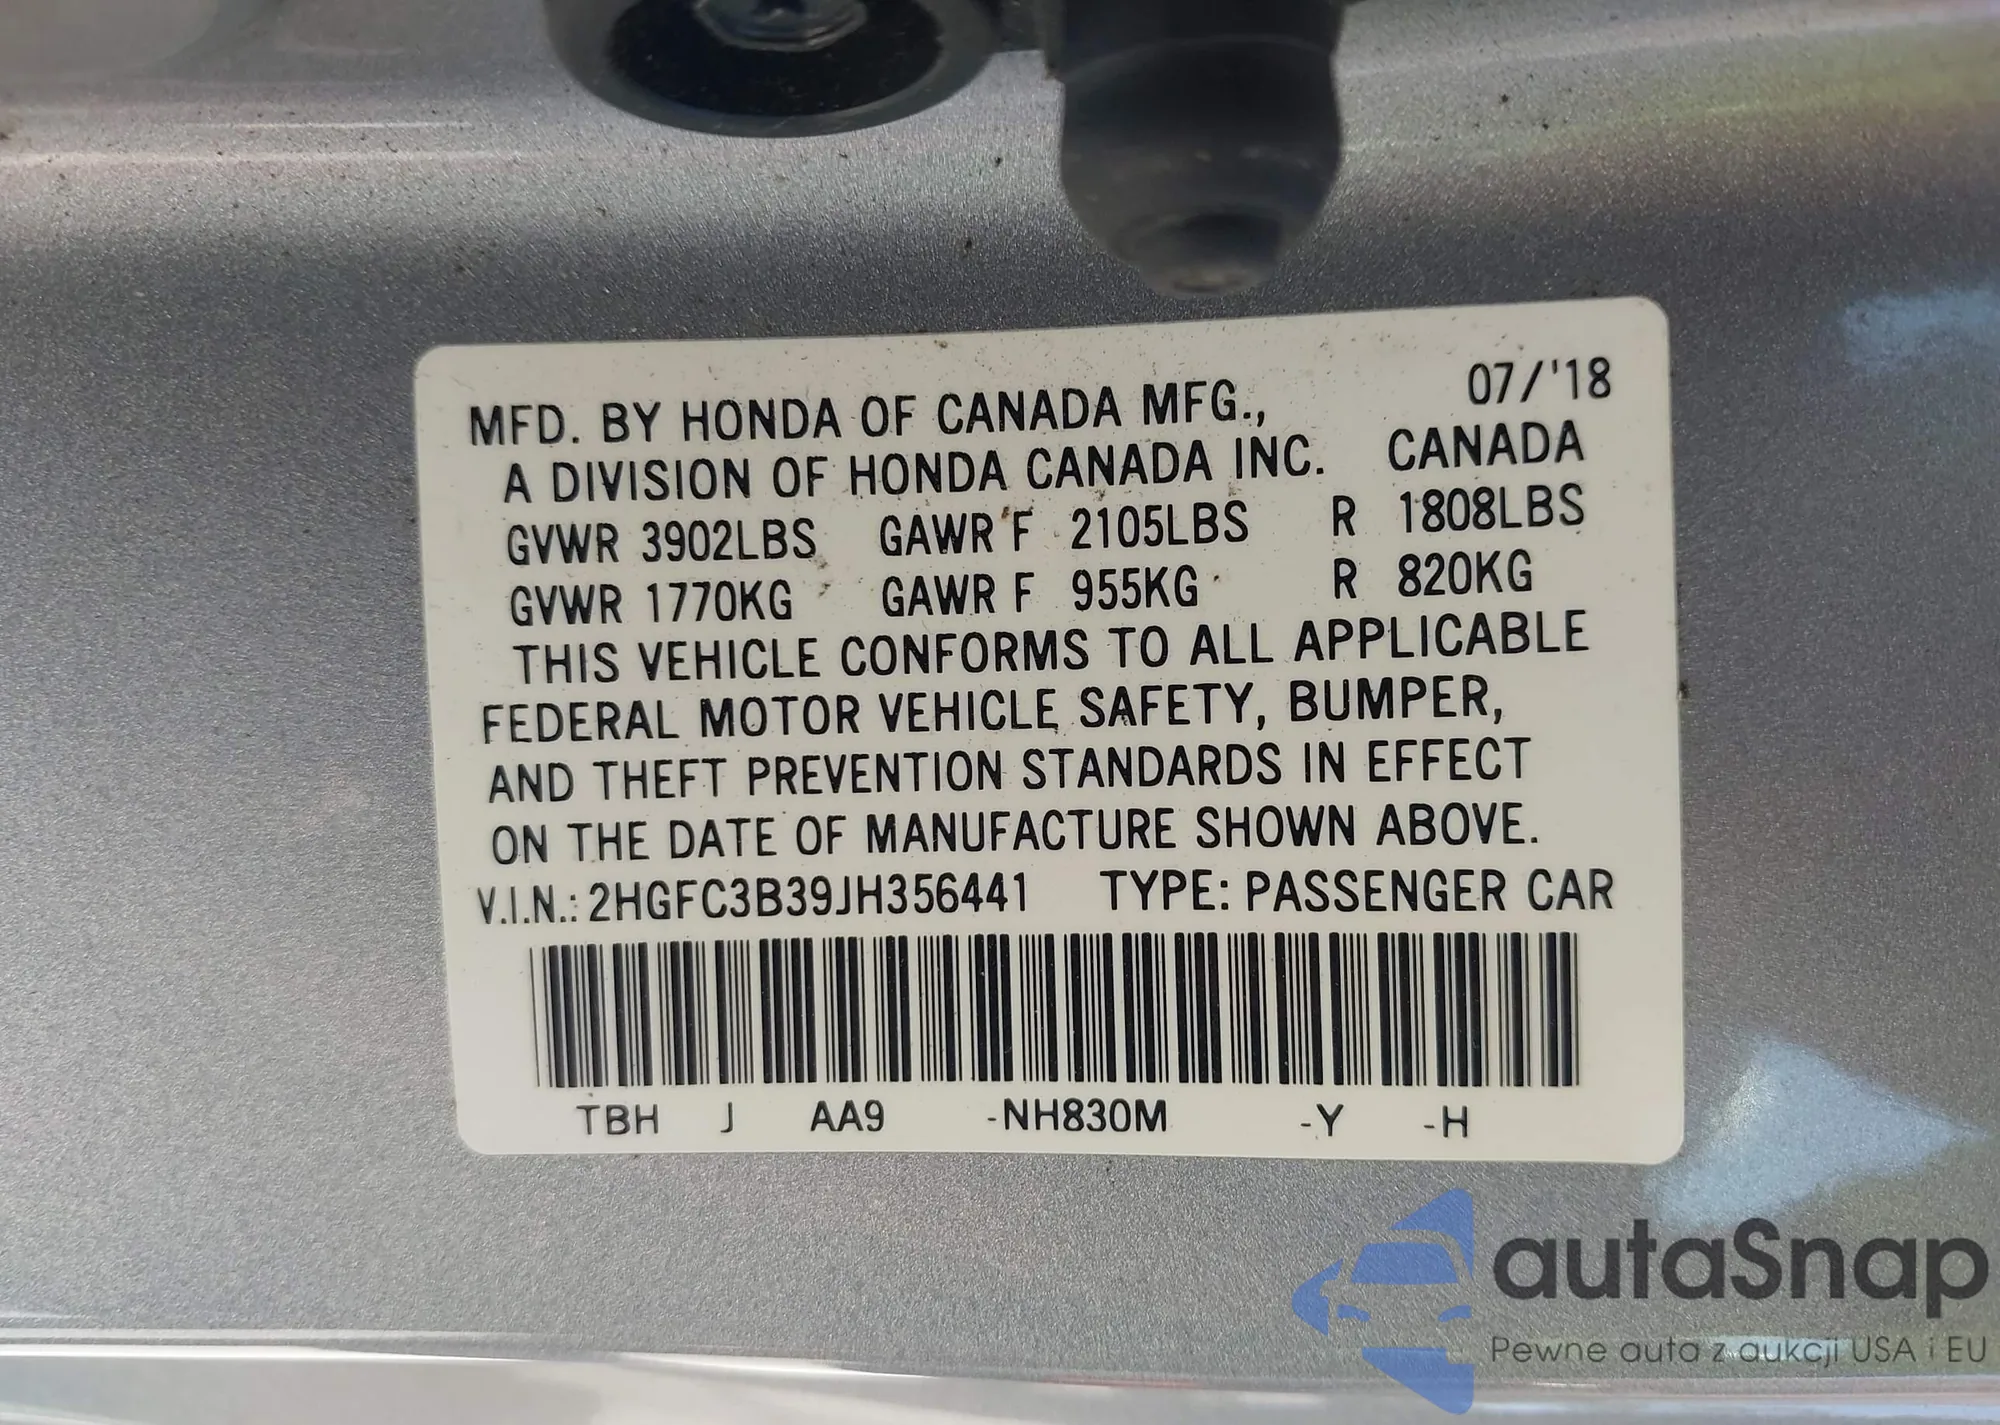 07/'18
MFD. BY HONDA OF CANADA MFG.,
A DIVISION OF HONDA CANADA INC. CANADA
GVWR 3902LBS GAWR F 2105LBS R 1808LBS
GVWR 1770KG GAWR F 955KG R 820KG
THIS VEHICLE CONFORMS TO ALL APPLICABLE
FEDERAL MOTOR VEHICLE SAFETY, BUMPER,
AND THEFT PREVENTION STANDARDS IN EFFECT
ON THE DATE OF MANUFACTURE SHOWN ABOVE.
V.I.N.: 2HGFC3B39JH356441 TYPE: PASSENGER CAR
TBH J AA9 -NH830M -Y -H
autaSnap
Pewne auta z aukcji USA i EU